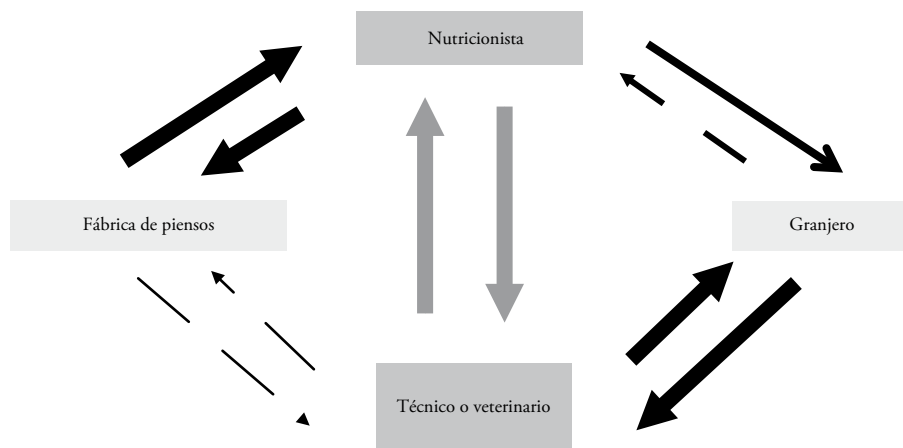 Nutricionista
Fábrica de piensos
Granjero
Técnico o veterinario